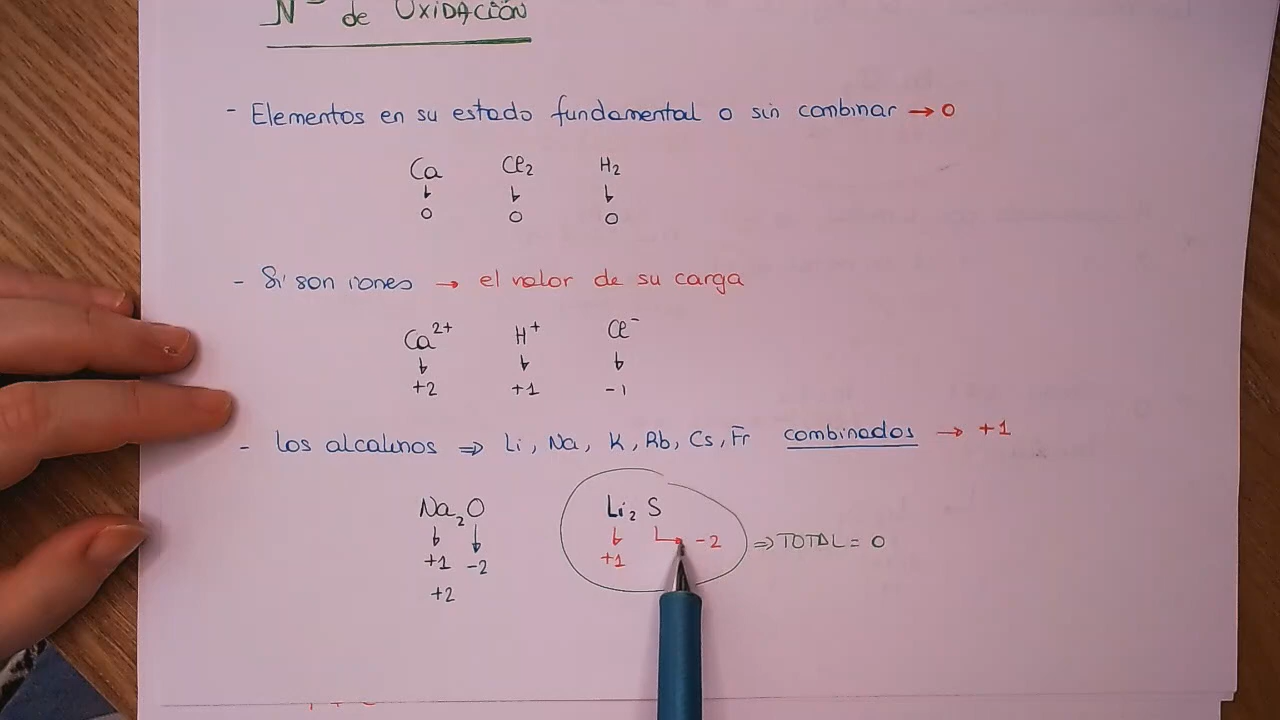 Nº de OXIDACIÓN
- Elementos en su estado fundamental o sin combinar → 0
Ca Cl₂ H₂
↓ ↓ ↓
0 0 0
- Si son iones → el valor de su carga
Ca²⁺ H⁺ Cl⁻
↓ ↓ ↓
+2 +1 -1
- Los alcalinos ⇒ Li, Na, K, Rb, Cs, Fr combinados → +1
Na₂O Li₂S
↓ ↓ ↓ → -2 ⇒ TOTAL = 0
+1 -2 +1
+2